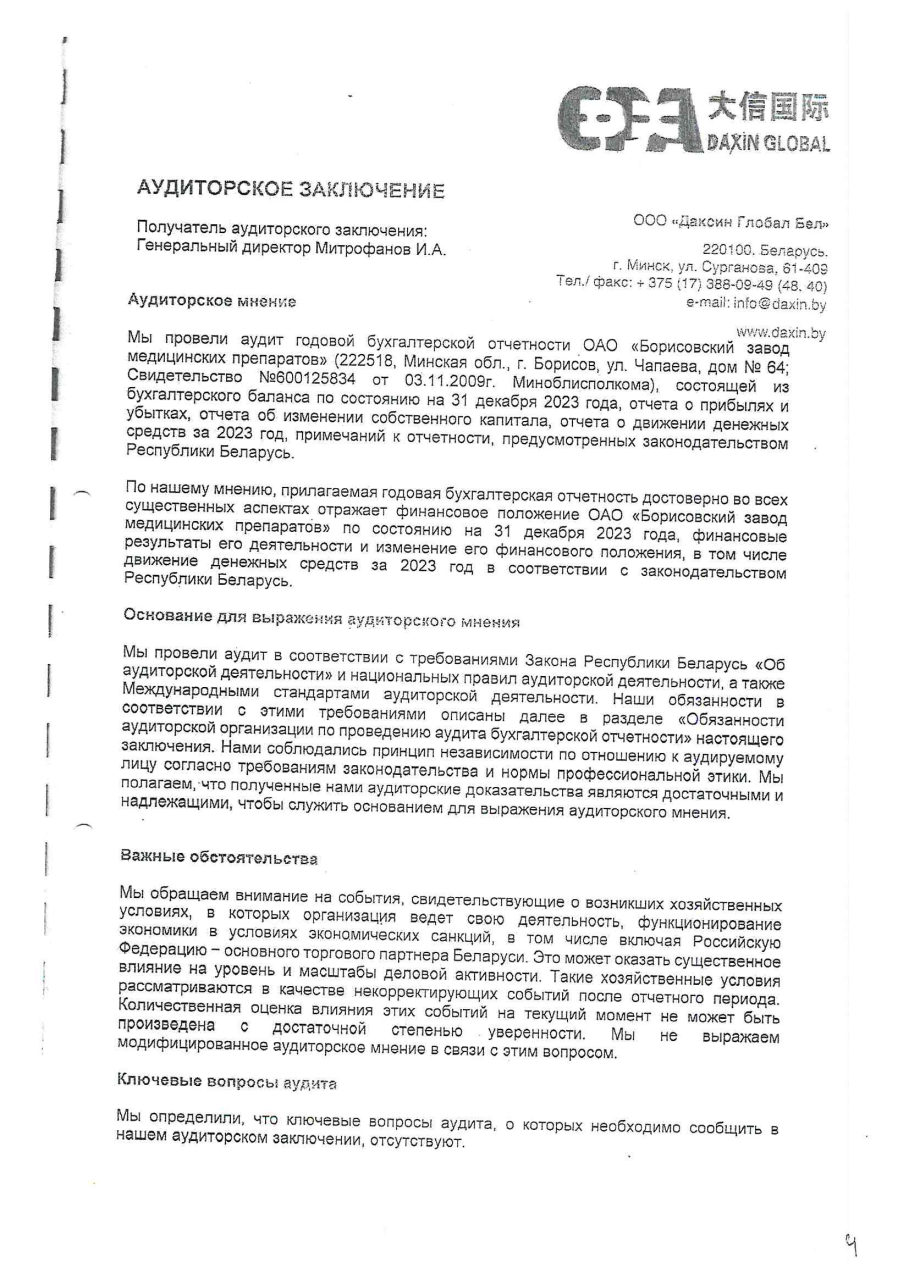 大信国际
DAXIN GLOBAL
АУДИТОРСКОЕ ЗАКЛЮЧЕНИЕ
Получатель аудиторского заключения:
Генеральный директор Митрофанов И.А.
ООО «Даксин Глобал Бел»
220100, Беларусь,
г. Минск, ул. Сурганова, 61-409
Тел./ факс: + 375 (17) 388-09-49 (48, 40)
e-mail: info@daxin.by
www.daxin.by
Аудиторское мнение
Мы провели аудит годовой бухгалтерской отчетности ОАО «Борисовский завод
медицинских препаратов» (222518, Минская обл., г. Борисов, ул. Чапаева, дом № 64;
Свидетельство №600125834 от 03.11.2009г. Миноблисполкома), состоящей из
бухгалтерского баланса по состоянию на 31 декабря 2023 года, отчета о прибылях и
убытках, отчета об изменении собственного капитала, отчета о движении денежных
средств за 2023 год, примечаний к отчетности, предусмотренных законодательством
Республики Беларусь.
По нашему мнению, прилагаемая годовая бухгалтерская отчетность достоверно во всех
существенных аспектах отражает финансовое положение ОАО «Борисовский завод
медицинских препаратов» по состоянию на 31 декабря 2023 года, финансовые
результаты его деятельности и изменение его финансового положения, в том числе
движение денежных средств за 2023 год в соответствии с законодательством
Республики Беларусь.
Основание для выражения аудиторского мнения
Мы провели аудит в соответствии с требованиями Закона Республики Беларусь «Об
аудиторской деятельности» и национальных правил аудиторской деятельности, а также
Международными стандартами аудиторской деятельности. Наши обязанности в
соответствии с этими требованиями описаны далее в разделе «Обязанности
аудиторской организации по проведению аудита бухгалтерской отчетности» настоящего
заключения. Нами соблюдались принцип независимости по отношению к аудируемому
лицу согласно требованиям законодательства и нормы профессиональной этики. Мы
полагаем, что полученные нами аудиторские доказательства являются достаточными и
надлежащими, чтобы служить основанием для выражения аудиторского мнения.
Важные обстоятельства
Мы обращаем внимание на события, свидетельствующие о возникших хозяйственных
условиях, в которых организация ведет свою деятельность, функционирование
экономики в условиях экономических санкций, в том числе включая Российскую
Федерацию – основного торгового партнера Беларуси. Это может оказать существенное
влияние на уровень и масштабы деловой активности. Такие хозяйственные условия
рассматриваются в качестве некорректирующих событий после отчетного периода.
Количественная оценка влияния этих событий на текущий момент не может быть
произведена с достаточной степенью уверенности. Мы не выражаем
модифицированное аудиторское мнение в связи с этим вопросом.
Ключевые вопросы аудита
Мы определили, что ключевые вопросы аудита, о которых необходимо сообщить в
нашем аудиторском заключении, отсутствуют.